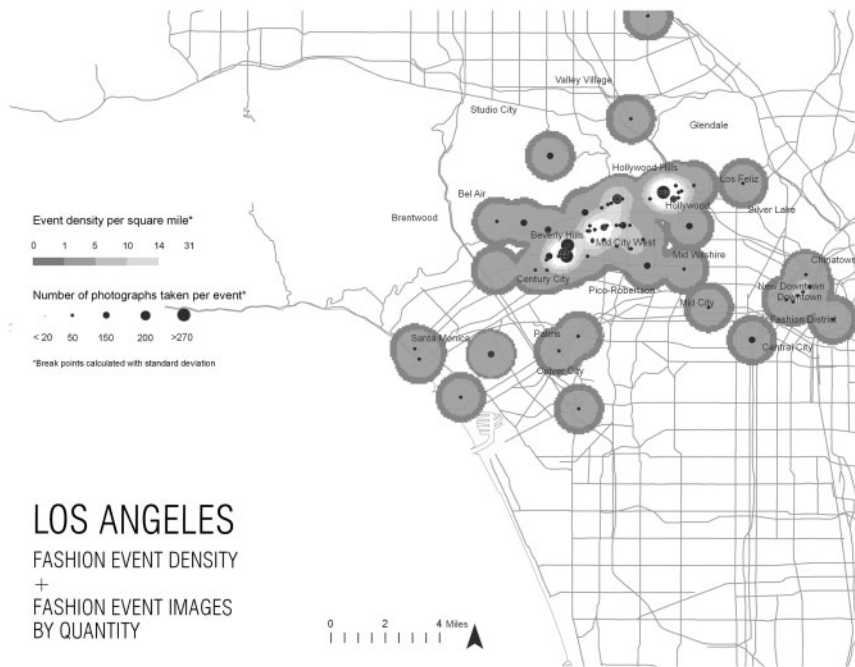 Valley Village
Studio City
Glendale
Hollywood Hills
Los Feliz
Bel Air
Hollywood
Silver Lake
Brentwood
Beverly Hills
Mid City West
Mid Wilshire
Chinatown
Century City
New Downtown
Pico-Robertson
Downtown
Mid City
Fashion District
Santa Monica
Palms
Central City
Culver City
Event density per square mile*
0 1 5 10 14 31
Number of photographs taken per event*
< 20 50 150 200 >270
*Break points calculated with standard deviation
LOS ANGELES
FASHION EVENT DENSITY
+
FASHION EVENT IMAGES
BY QUANTITY
0 2 4 Miles